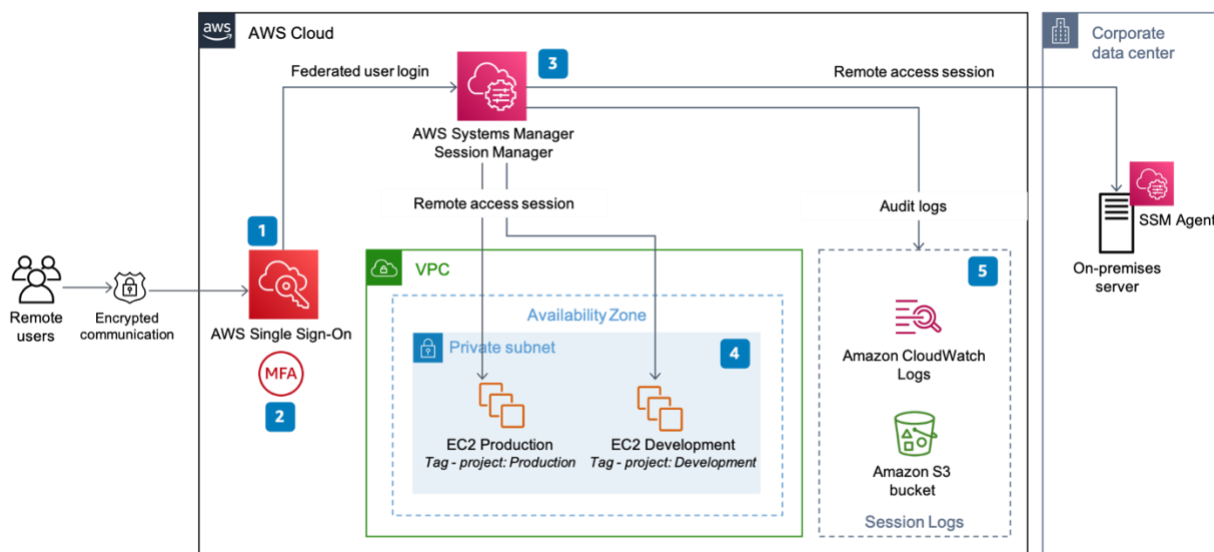 aws
AWS Cloud
Corporate
data center
Federated user login
3
Remote access session
AWS Systems Manager
Session Manager
Remote access session
Audit logs
SSM Agent
On-premises
server
1
VPC
5
Remote
users
Encrypted
communication
AWS Single Sign-On
MFA
2
Availability Zone
Private subnet
4
Amazon CloudWatch
Logs
EC2 Production
Tag - project: Production
EC2 Development
Tag - project: Development
Amazon S3
bucket
Session Logs